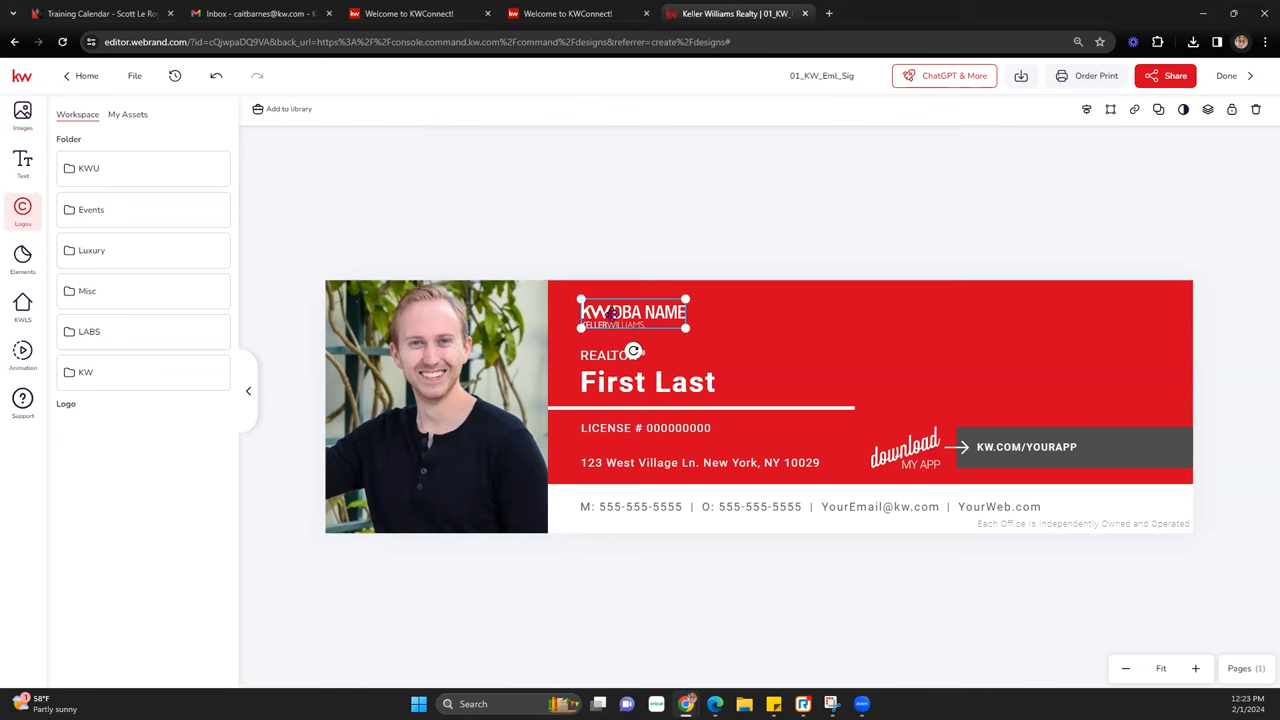 Training Calendar - Scott Le Ro
Inbox - caitbarnes@kw.com - K
Welcome to KWConnect!
Welcome to KWConnect!
Keller Williams Realty | 01_KW_E
editor.webrand.com/?id=cQjwpaDQ9VA&back_url=https%3A%2F%2Fconsole.command.kw.com%2Fcommand%2Fdesigns&referrer=create%2Fdesigns#
kw
Home
File
01_KW_Eml_Sig
ChatGPT & More
Order Print
Share
Done
Images
Text
Logos
Elements
KWLS
Animation
Support
Workspace
My Assets
Add to library
Folder
KWU
Events
Luxury
Misc
LABS
KW
Logo
KW DBA NAME
KELLERWILLIAMS.
REALTOR
First Last
LICENSE # 000000000
123 West Village Ln. New York, NY 10029
download
MY APP
KW.COM/YOURAPP
M: 555-555-5555 | O: 555-555-5555 | YourEmail@kw.com | YourWeb.com
Each Office Is Independently Owned and Operated
Fit
Pages (1)
1
58°F
Partly sunny
Search
cricut
zoom
12:23 PM
2/1/2024